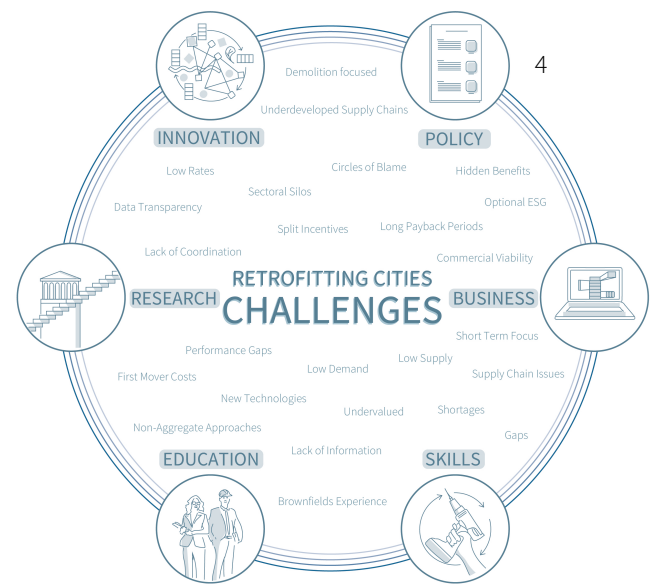 4
Demolition focused
Underdeveloped Supply Chains
INNOVATION
POLICY
Circles of Blame
Low Rates
Hidden Benefits
Sectoral Silos
Optional ESG
Data Transparency
Split Incentives
Long Payback Periods
Lack of Coordination
Commercial Viability
RETROFITTING CITIES
CHALLENGES
RESEARCH
BUSINESS
Short Term Focus
Performance Gaps
Low Supply
Low Demand
Supply Chain Issues
First Mover Costs
New Technologies
Undervalued
Shortages
Non-Aggregate Approaches
Gaps
Lack of Information
EDUCATION
SKILLS
Brownfields Experience